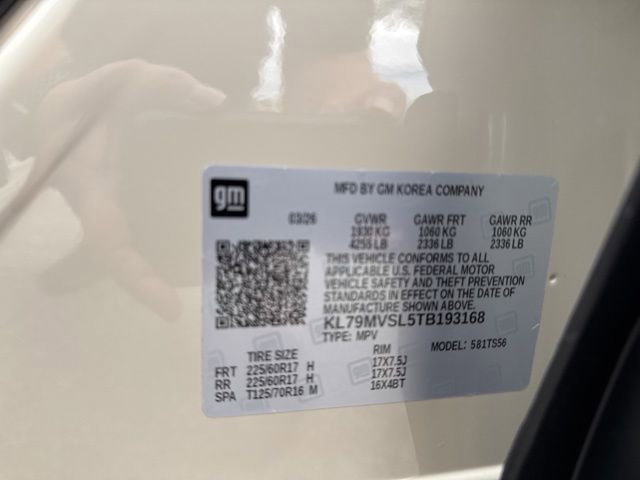 gm
MFD BY GM KOREA COMPANY
03/26 GVWR GAWR FRT GAWR RR
1930 KG 1060 KG 1060 KG
4255 LB 2336 LB 2336 LB
THIS VEHICLE CONFORMS TO ALL
APPLICABLE U.S. FEDERAL MOTOR
VEHICLE SAFETY AND THEFT PREVENTION
STANDARDS IN EFFECT ON THE DATE OF
MANUFACTURE SHOWN ABOVE.
KL79MVSL5TB193168
TYPE: MPV MODEL: 581TS56
TIRE SIZE RIM
FRT 225/60R17 H 17X7.5J
RR 225/60R17 H 17X7.5J
SPA T125/70R16 M 16X4BT